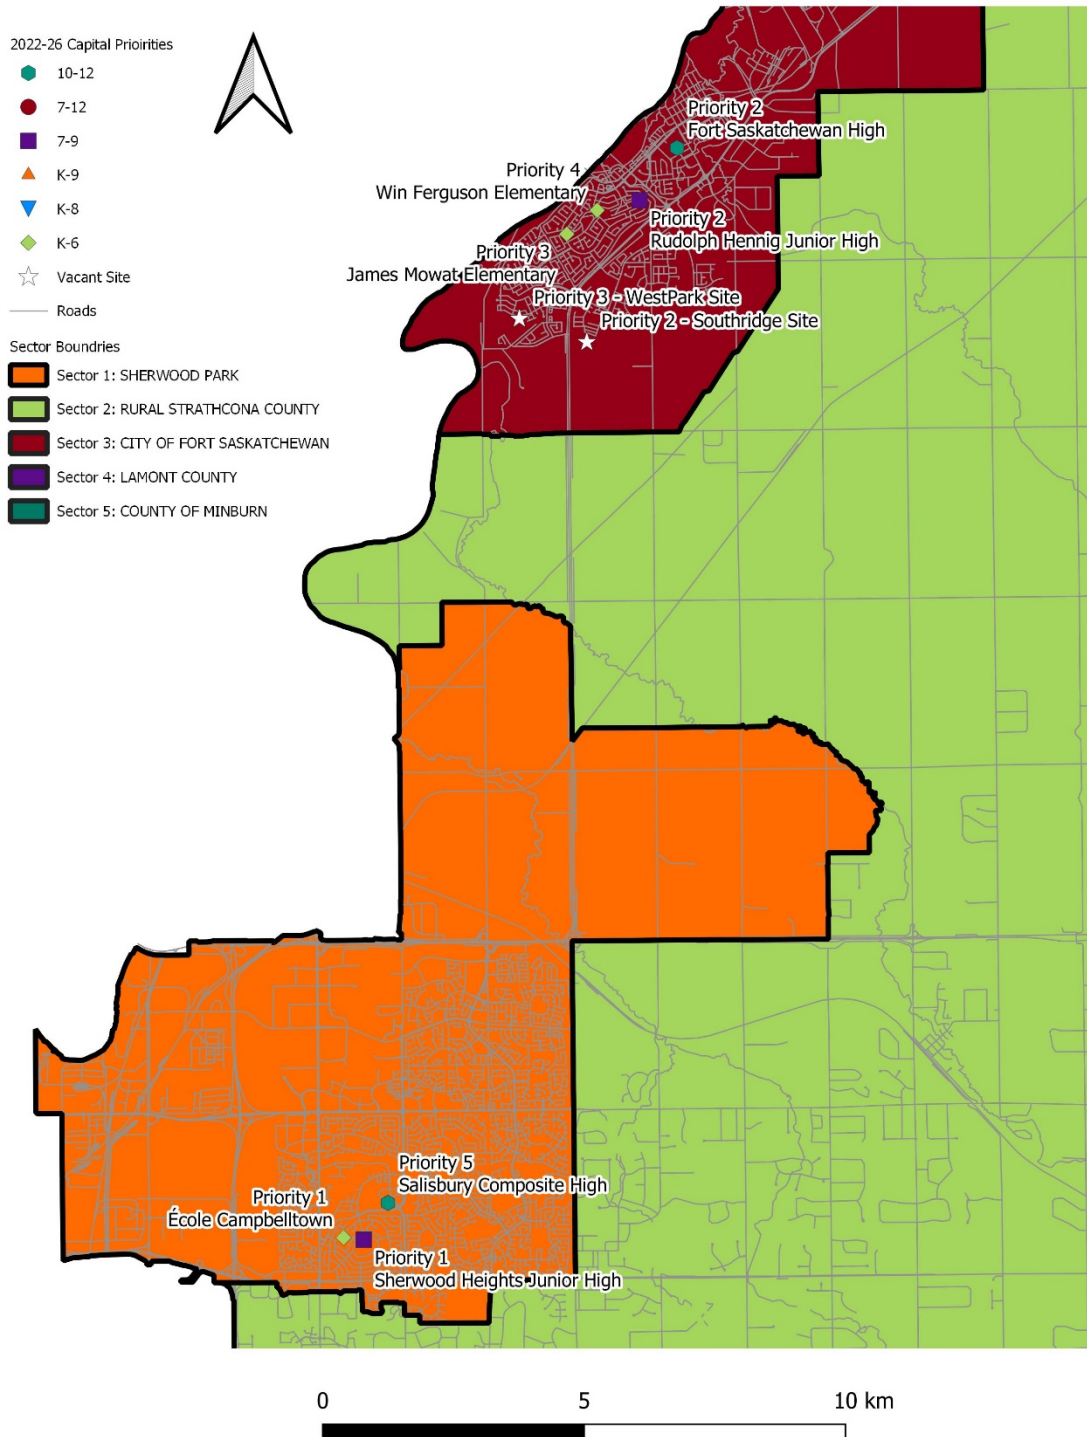 2022-26 Capital Prioirities
10-12
7-12
7-9
K-9
K-8
K-6
Vacant Site
Roads
Sector Boundries
Sector 1: SHERWOOD PARK
Sector 2: RURAL STRATHCONA COUNTY
Sector 3: CITY OF FORT SASKATCHEWAN
Sector 4: LAMONT COUNTY
Sector 5: COUNTY OF MINBURN
Priority 2
Fort Saskatchewan High
Priority 4
Win Ferguson Elementary
Priority 2
Rudolph Hennig Junior High
Priority 3
James Mowat Elementary
Priority 3 - WestPark Site
Priority 2 - Southridge Site
Priority 5
Salisbury Composite High
Priority 1
École Campbelltown
Priority 1
Sherwood Heights Junior High
0 5 10 km